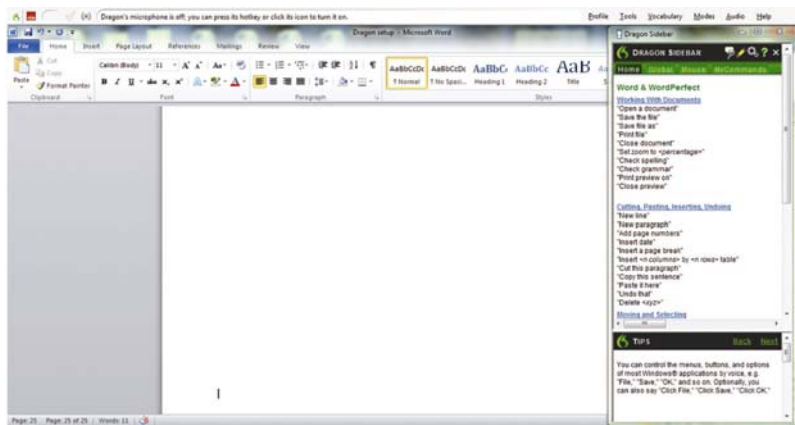 Dragon's microphone is off; you can press its hotkey or click its icon to turn it on.
Profile Tools Vocabulary Modes Audio Help
Dragon setup - Microsoft Word
Dragon Sidebar
File Home Insert Page Layout References Mailings Review View
DRAGON SIDEBAR
Home Global Mouse MyCommands
Cut
Copy
Paste
Format Painter
Calibri (Body) 11
B I U abc
AaBbCcDc AaBbCcDc AaBbC AaBbCc AaB
¶ Normal ¶ No Spaci... Heading 1 Heading 2 Title
Clipboard Font Paragraph Styles
Word & WordPerfect
Working With Documents
"Open a document"
"Save the file"
"Save file as"
"Print file"
"Close document"
"Set zoom to <percentage>"
"Check spelling"
"Check grammar"
"Print preview on"
"Close preview"
Cutting, Pasting, Inserting, Undoing
"New line"
"New paragraph"
"Add page numbers"
"Insert date"
"Insert a page break"
"Insert <n columns> by <n rows> table"
"Cut this paragraph"
"Copy this sentence"
"Paste it here"
"Undo that"
"Delete <xyz>"
Moving and Selecting
TIPS Back Next
You can control the menus, buttons, and options
of most Windows® applications by voice, e.g.
"File," "Save," "OK," and so on. Optionally, you
can also say "Click File," "Click Save," "Click OK,"
Page: 25 Page: 25 of 25 Words: 11